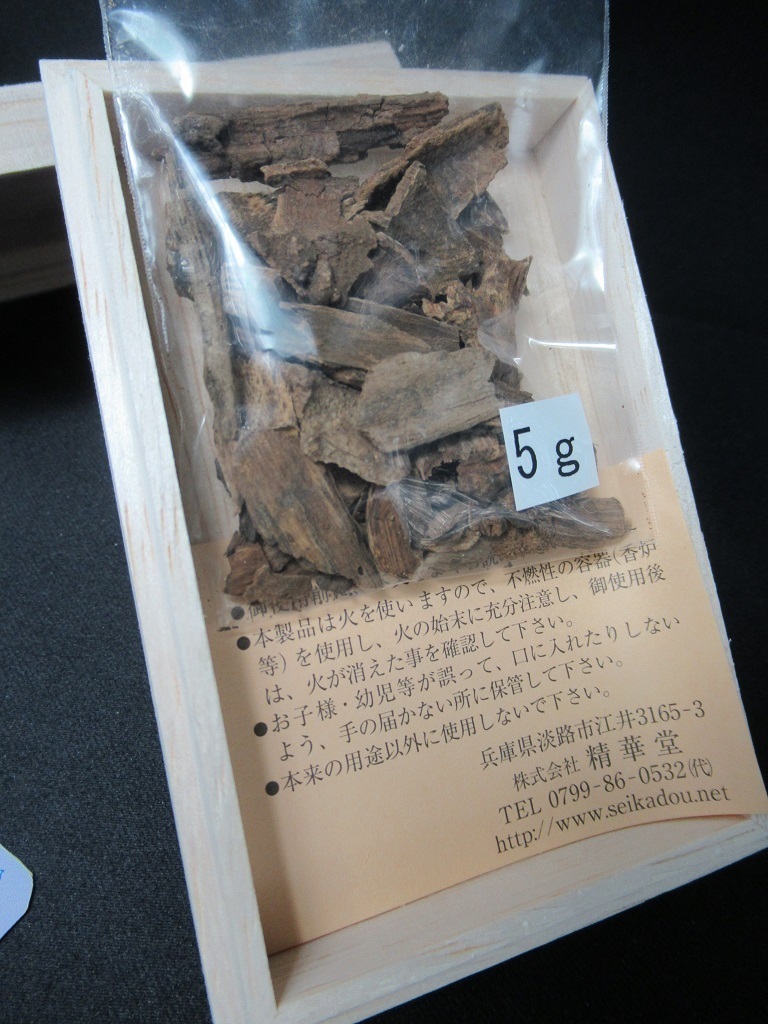 5g
●本製品は火を使いますので、不燃性の容器(香炉
等)を使用し、火の始末に充分注意し、御使用後
は、火が消えた事を確認して下さい。
●お子様・幼児等が誤って、口に入れたりしない
よう、手の届かない所に保管して下さい。
●本来の用途以外に使用しないで下さい。
兵庫県淡路市江井3165-3
株式会社 精華堂
TEL 0799-86-0532㈹
http://www.seikadou.net